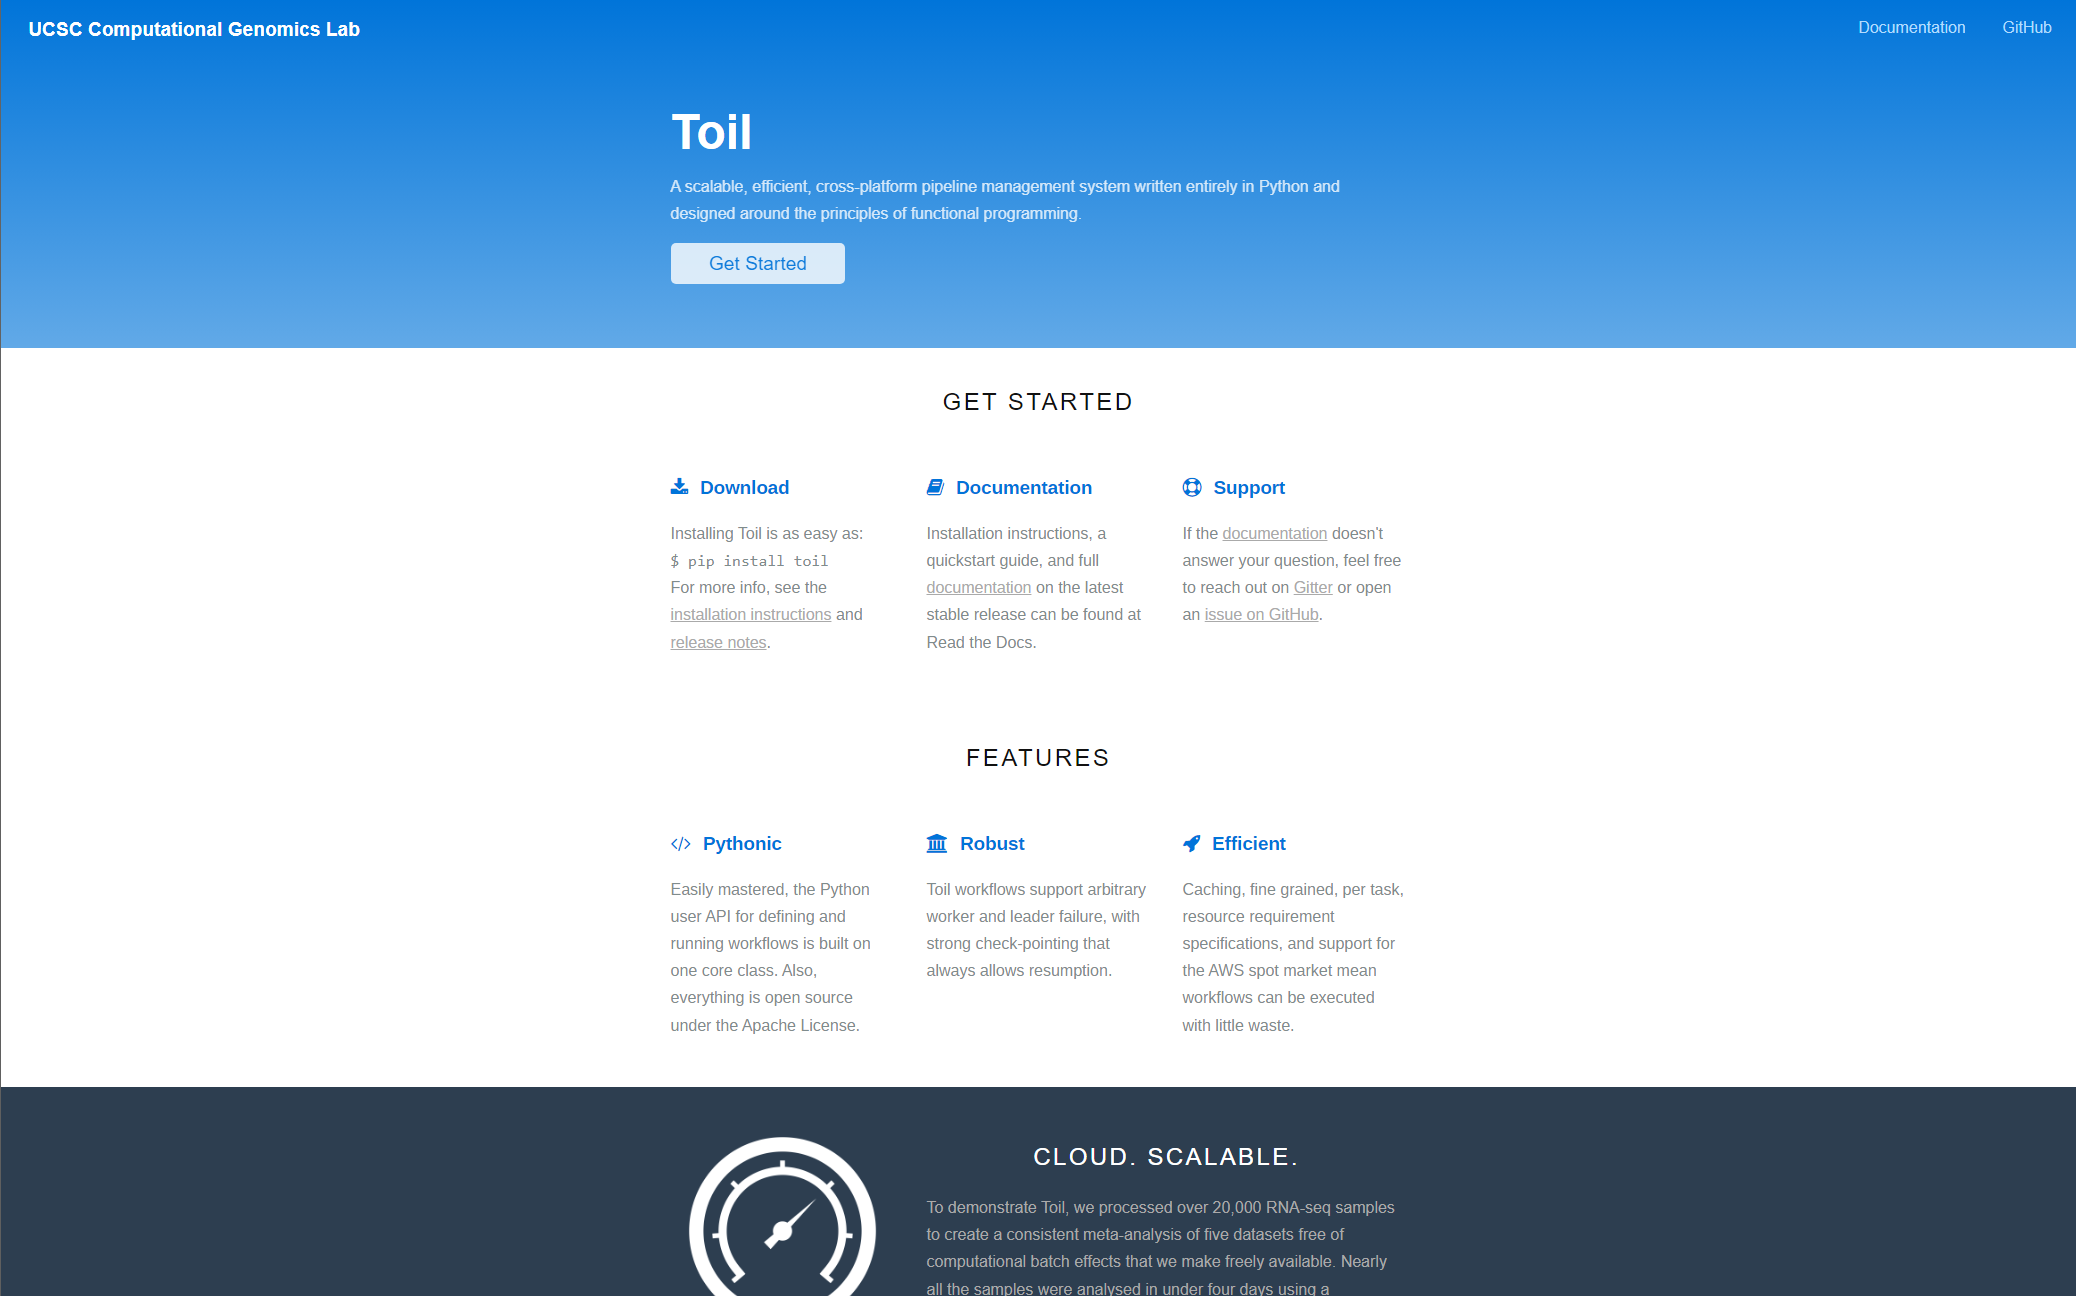 UCSC Computational Genomics Lab
Documentation
GitHub
Toil
A scalable, efficient, cross-platform pipeline management system written entirely in Python and
designed around the principles of functional programming.
Get Started
GET STARTED
Download
Installing Toil is as easy as:
$ pip install toil
For more info, see the
installation instructions and
release notes.
Documentation
Installation instructions, a
quickstart guide, and full
documentation on the latest
stable release can be found at
Read the Docs.
Support
If the documentation doesn't
answer your question, feel free
to reach out on Gitter or open
an issue on GitHub.
FEATURES
Pythonic
Easily mastered, the Python
user API for defining and
running workflows is built on
one core class. Also,
everything is open source
under the Apache License.
Robust
Toil workflows support arbitrary
worker and leader failure, with
strong check-pointing that
always allows resumption.
Efficient
Caching, fine grained, per task,
resource requirement
specifications, and support for
the AWS spot market mean
workflows can be executed
with little waste.
CLOUD. SCALABLE.
To demonstrate Toil, we processed over 20,000 RNA-seq samples
to create a consistent meta-analysis of five datasets free of
computational batch effects that we make freely available. Nearly
all the samples were analysed in under four days using a